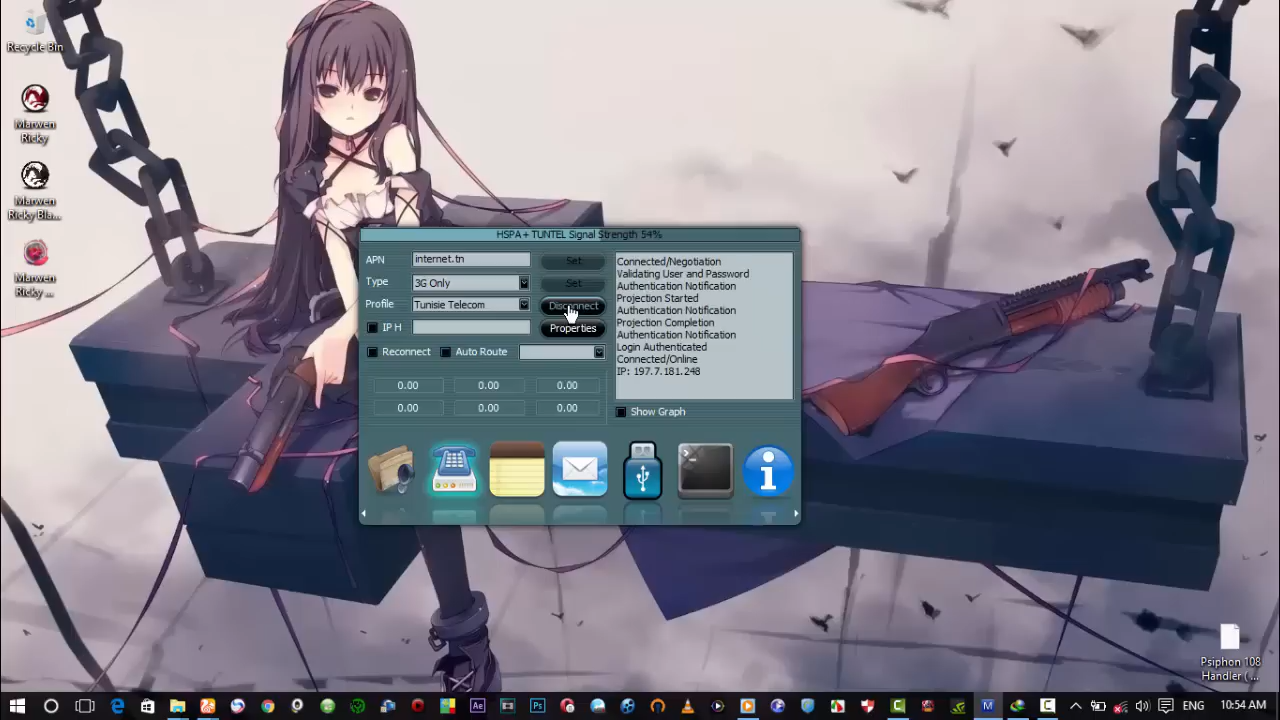 Recycle Bin
Marwen
Ricky
Marwen
Ricky Bla...
Marwen
Ricky ...
HSPA+ TUNTEL Signal Strength 54%
APN
internet.tn
Set
Type
3G Only
Set
Profile
Tunisie Telecom
Disconnect
IP H
Properties
Reconnect
Auto Route
0.00
0.00
0.00
0.00
0.00
0.00
Connected/Negotiation
Validating User and Password
Authentication Notification
Projection Started
Authentication Notification
Projection Completion
Authentication Notification
Login Authenticated
Connected/Online
IP: 197.7.181.248
Show Graph
Psiphon 108
Handler ( ...
Ae
Ps
C
M
C
ENG
10:54 AM